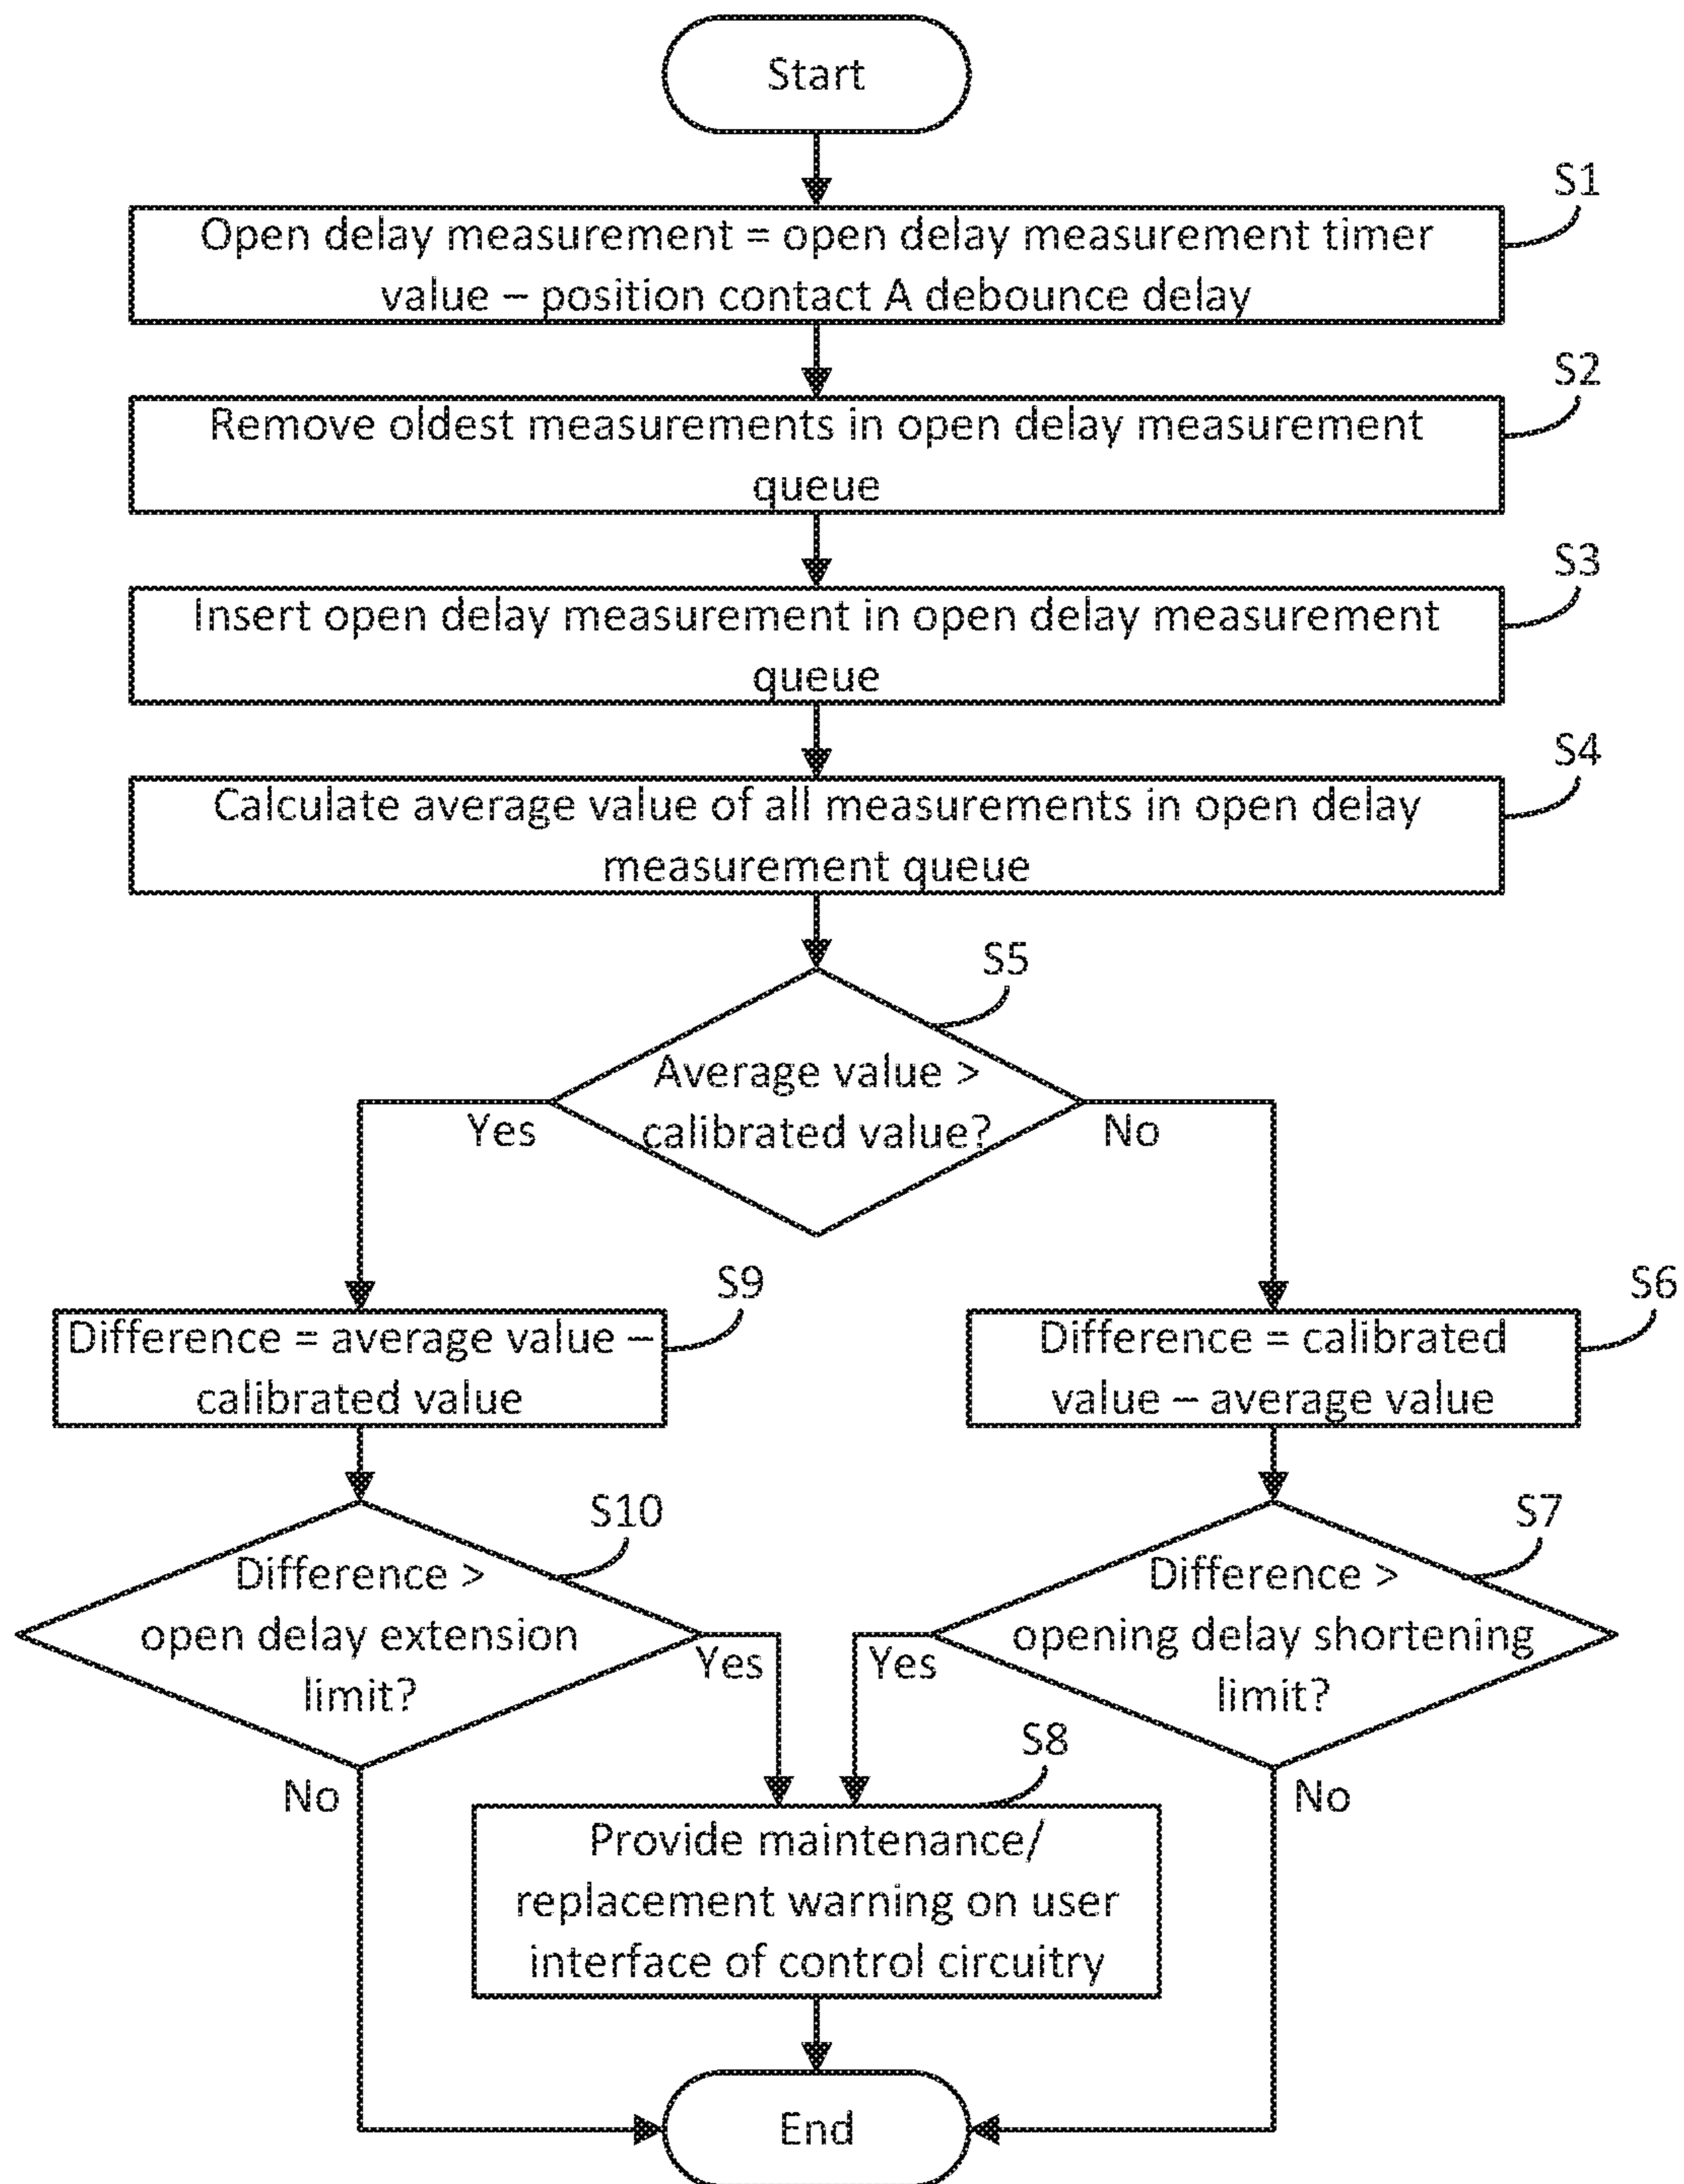 Start
S1
Open delay measurement = open delay measurement timer
value – position contact A debounce delay
S2
Remove oldest measurements in open delay measurement
queue
S3
Insert open delay measurement in open delay measurement
queue
S4
Calculate average value of all measurements in open delay
measurement queue
S5
Average value >
calibrated value?
Yes
No
S9
Difference = average value –
calibrated value
S6
Difference = calibrated
value – average value
S10
Difference >
open delay extension
limit?
Yes
No
S7
Difference >
opening delay shortening
limit?
Yes
No
S8
Provide maintenance/
replacement warning on user
interface of control circuitry
End